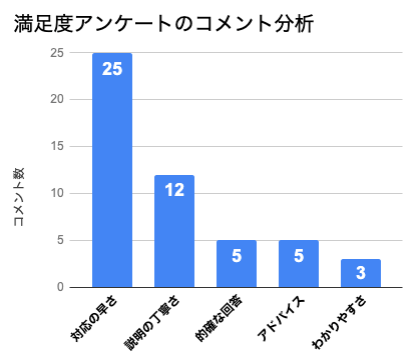 満足度アンケートのコメント分析
コメント数
25
20
15
10
5
0
25
12
5
5
3
対応の早さ
説明の丁寧さ
的確な回答
アドバイス
わかりやすさ